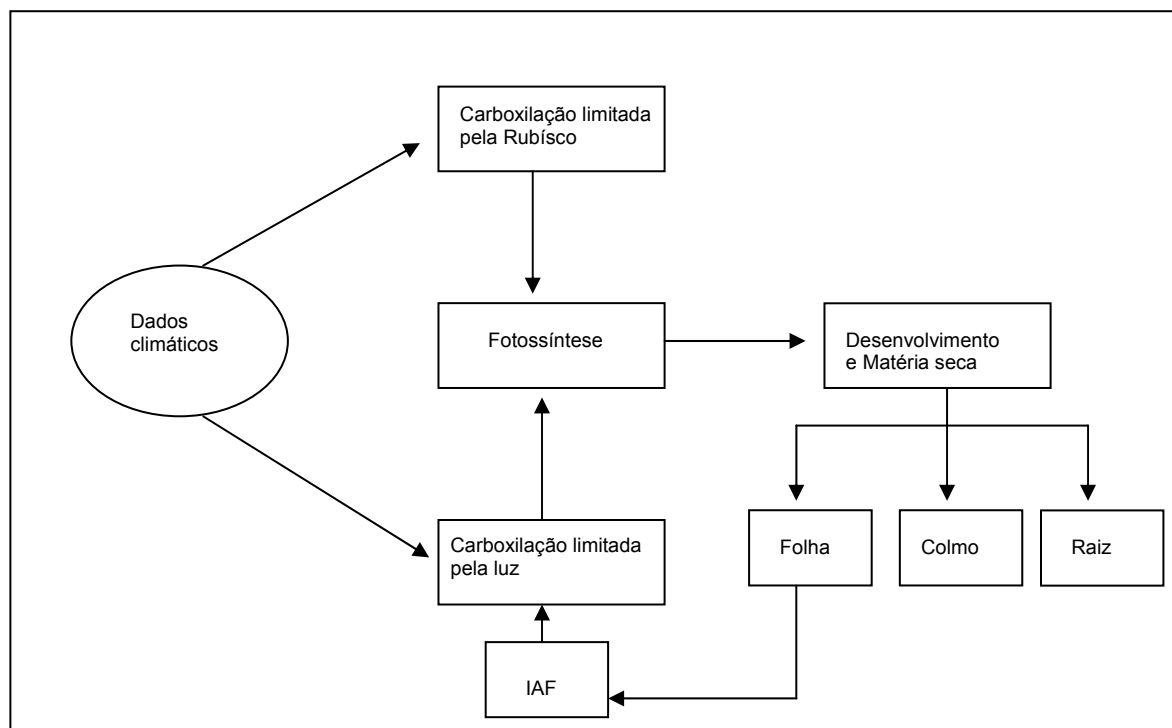 Carboxilação limitada
pela Rubísco
Dados
climáticos
Fotossíntese
Desenvolvimento
e Matéria seca
Carboxilação limitada
pela luz
Folha
Colmo
Raiz
IAF